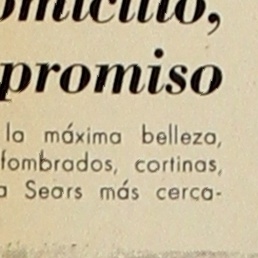 omicilio,
promiso
la máxima belleza,
fombrados, cortinas,
a Sears más cerca-